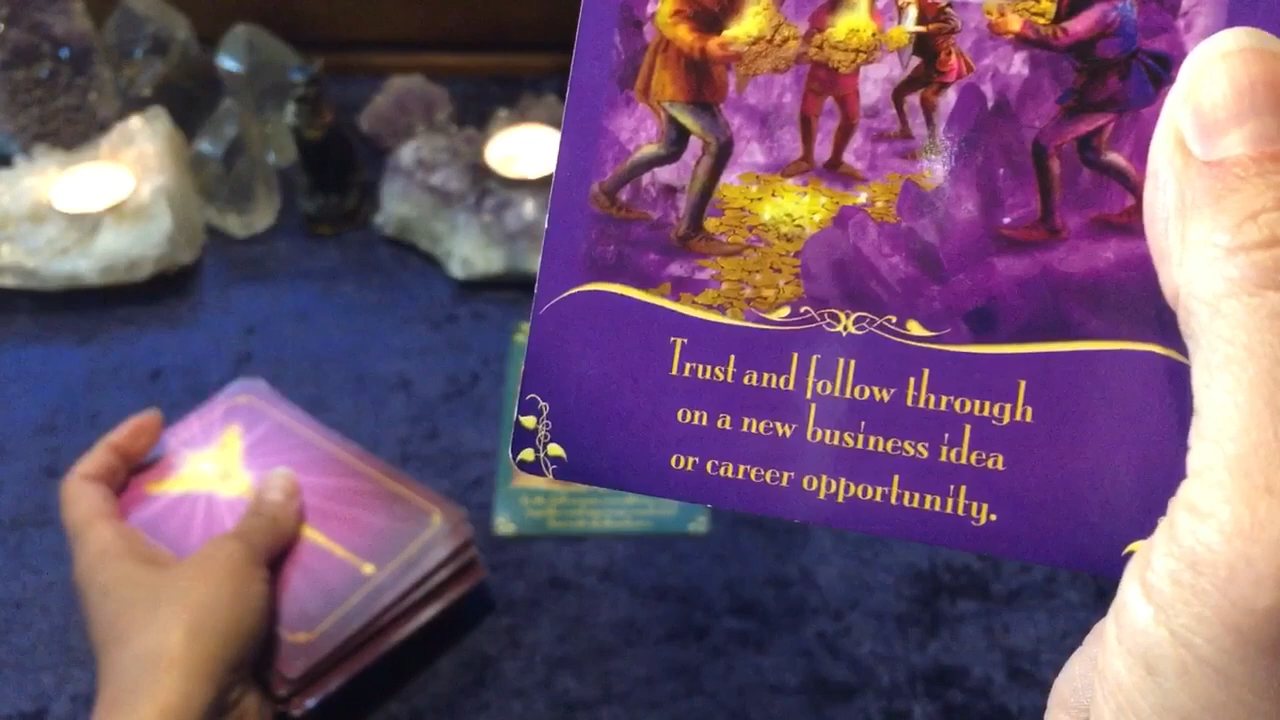 Trust and follow through
on a new business idea
or career opportunity.